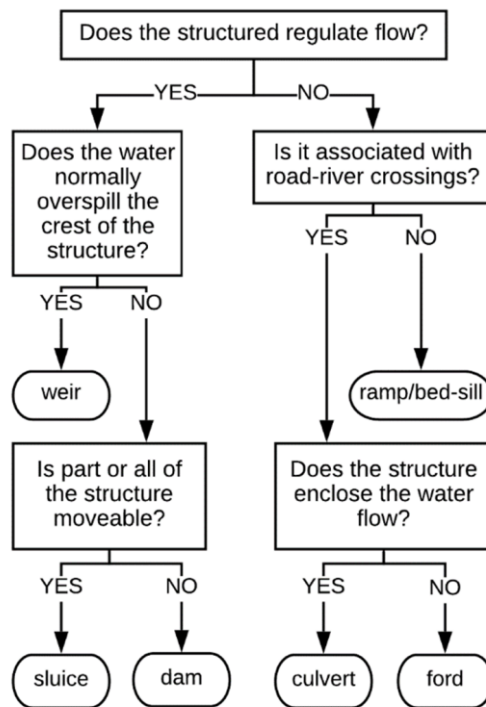 Does the structured regulate flow?
YES
NO
Does the water
normally
overspill the
crest of the
structure?
Is it associated with
road-river crossings?
YES
NO
YES
NO
weir
ramp/bed-sill
Is part or all of
the structure
moveable?
Does the structure
enclose the water
flow?
YES
NO
YES
NO
sluice
dam
culvert
ford